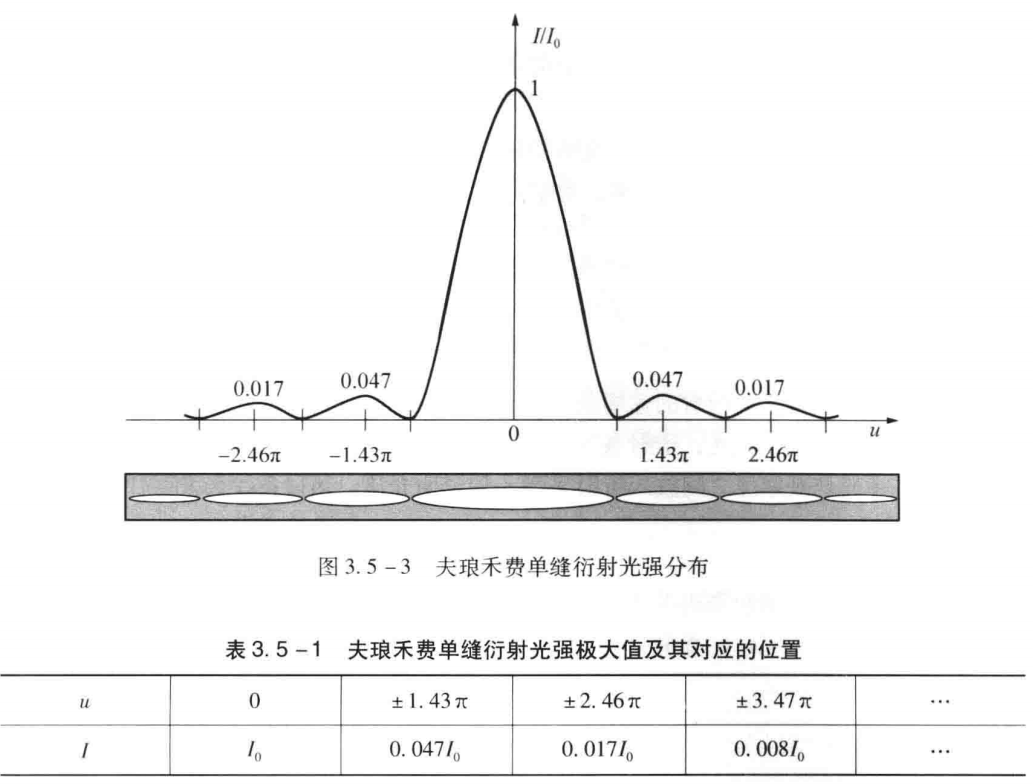 I/I₀
1
0.017 0.047 0.047 0.017
0 u
−2.46π −1.43π 1.43π 2.46π
图 3.5-3 夫琅禾费单缝衍射光强分布
表 3.5-1 夫琅禾费单缝衍射光强极大值及其对应的位置
u 0 ±1.43π ±2.46π ±3.47π …
I I₀ 0.047I₀ 0.017I₀ 0.008I₀ …